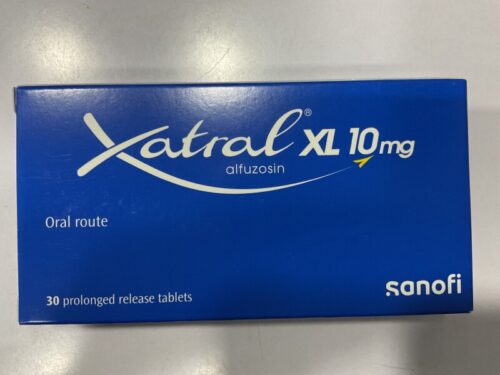 Xatral® XL 10mg
alfuzosin
Oral route
30 prolonged release tablets
sanofi